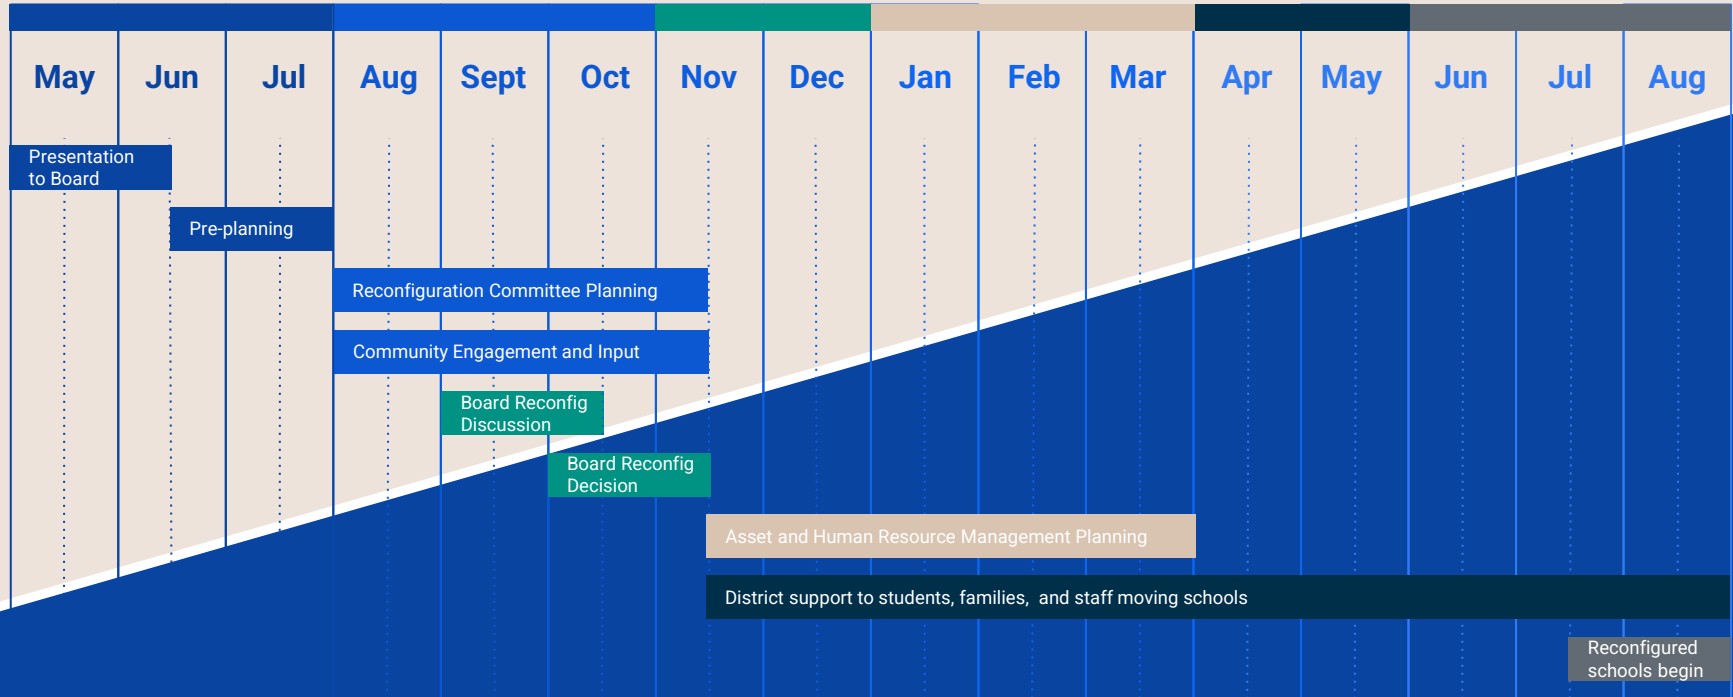 May Jun Jul Aug Sept Oct Nov Dec Jan Feb Mar Apr May Jun Jul Aug
Presentation
to Board
Pre-planning
Reconfiguration Committee Planning
Community Engagement and Input
Board Reconfig
Discussion
Board Reconfig
Decision
Asset and Human Resource Management Planning
District support to students, families,  and staff moving schools
Reconfigured
schools begin